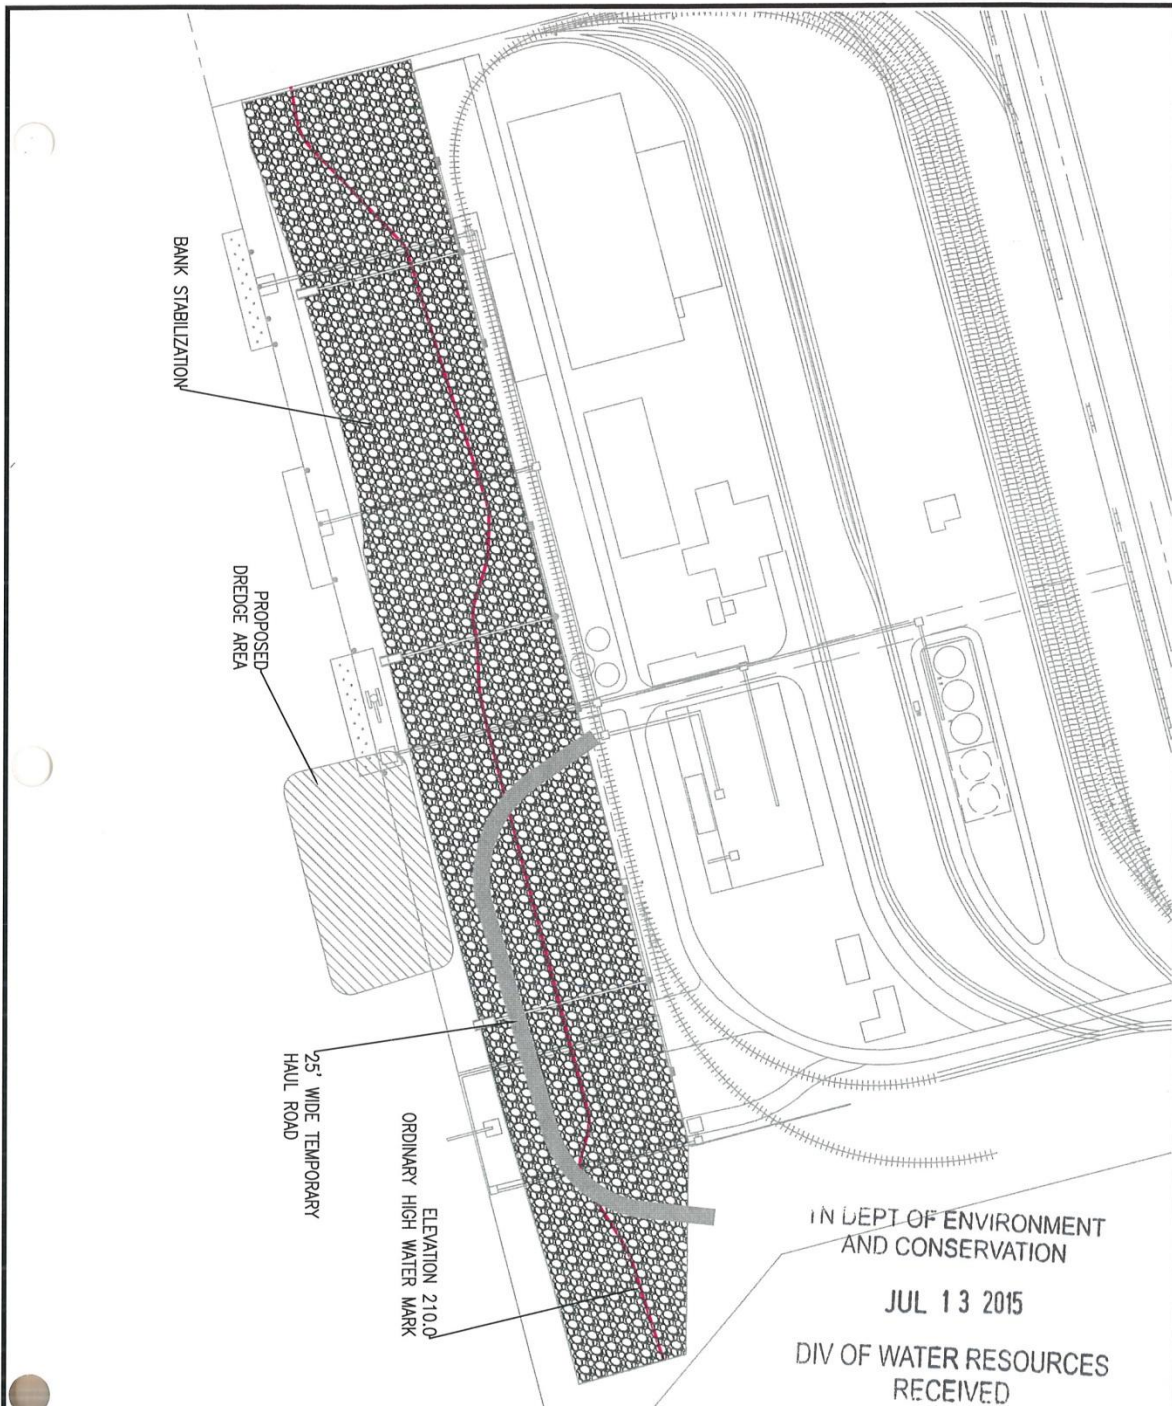 BANK STABILIZATION
PROPOSED
DREDGE AREA
25' WIDE TEMPORARY
HAUL ROAD
ELEVATION 210.0
ORDINARY HIGH WATER MARK
TN DEPT OF ENVIRONMENT
AND CONSERVATION
JUL 13 2015
DIV OF WATER RESOURCES
RECEIVED